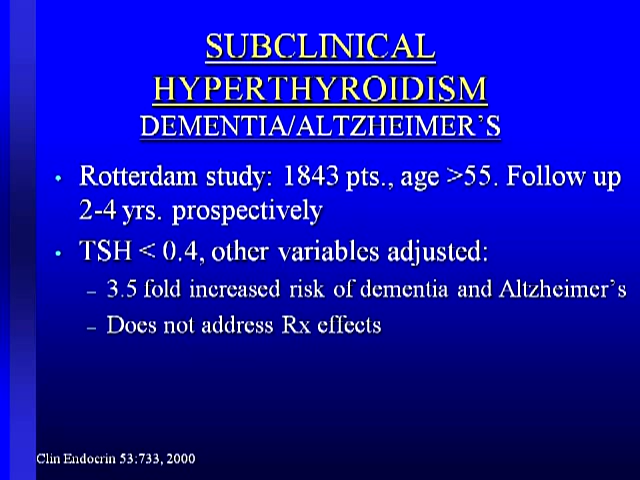 SUBCLINICAL
HYPERTHYROIDISM
DEMENTIA/ALTZHEIMER'S
• Rotterdam study: 1843 pts., age >55. Follow up
2-4 yrs. prospectively
• TSH < 0.4, other variables adjusted:
– 3.5 fold increased risk of dementia and Altzheimer's
– Does not address Rx effects
Clin Endocrin 53:733, 2000